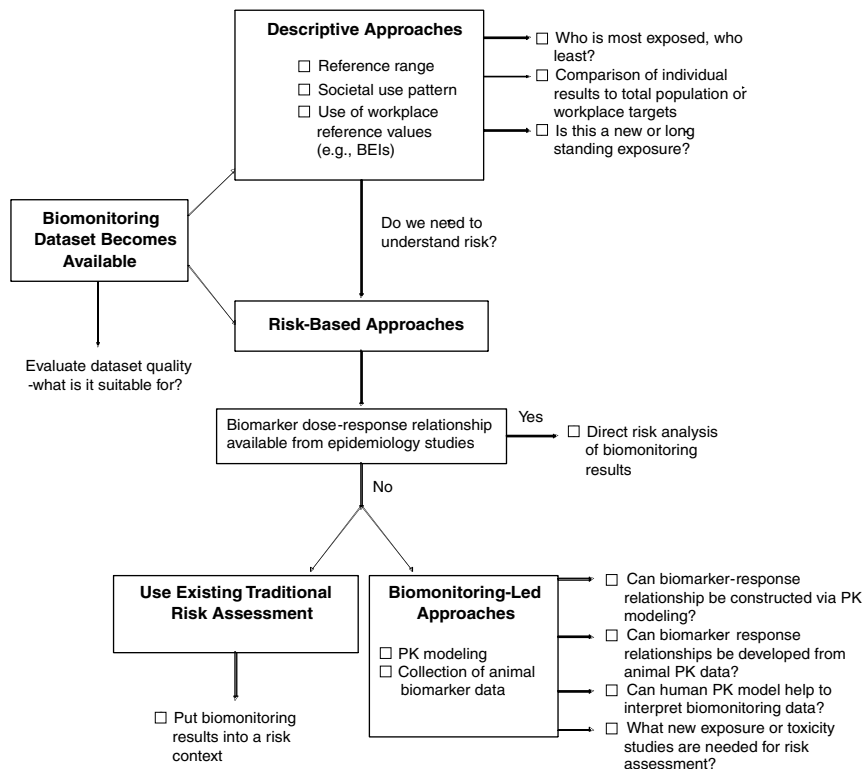 Descriptive Approaches
☐ Reference range
☐ Societal use pattern
☐ Use of workplace
reference values
(e.g., BEIs)
☐ Who is most exposed, who
least?
☐ Comparison of individual
results to total population or
workplace targets
☐ Is this a new or long
standing exposure?
Biomonitoring
Dataset Becomes
Available
Do we need to
understand risk?
Risk-Based Approaches
Evaluate dataset quality
-what is it suitable for?
Biomarker dose-response relationship
available from epidemiology studies
Yes
☐ Direct risk analysis
of biomonitoring
results
No
Use Existing Traditional
Risk Assessment
☐ Put biomonitoring
results into a risk
context
Biomonitoring-Led
Approaches
☐ PK modeling
☐ Collection of animal
biomarker data
☐ Can biomarker-response
relationship be constructed via PK
modeling?
☐ Can biomarker response
relationships be developed from
animal PK data?
☐ Can human PK model help to
interpret biomonitoring data?
☐ What new exposure or toxicity
studies are needed for risk
assessment?